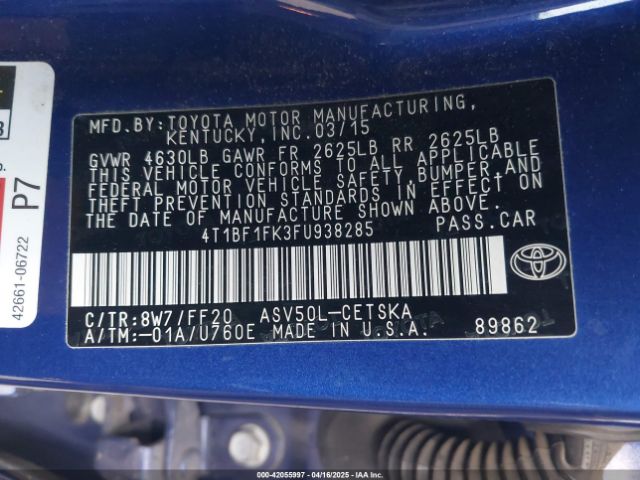 MFD.BY:TOYOTA MOTOR MANUFACTURING,
KENTUCKY,INC.03/15
GVWR 4630LB GAWR FR 2625LB RR 2625LB
THIS VEHICLE CONFORMS TO ALL APPLICABLE
FEDERAL MOTOR VEHICLE SAFETY,BUMPER,AND
THEFT PREVENTION STANDARDS IN EFFECT ON
THE DATE OF MANUFACTURE SHOWN ABOVE.
4T1BF1FK3FU938285
PASS.CAR
C/TR:8W7/FF20 ASV50L-CETSKA
A/TM:-01A/U760E MADE IN U.S.A.
89862
P7
42661-06722
000-42055997 - 04/16/2025 - IAAI.COM